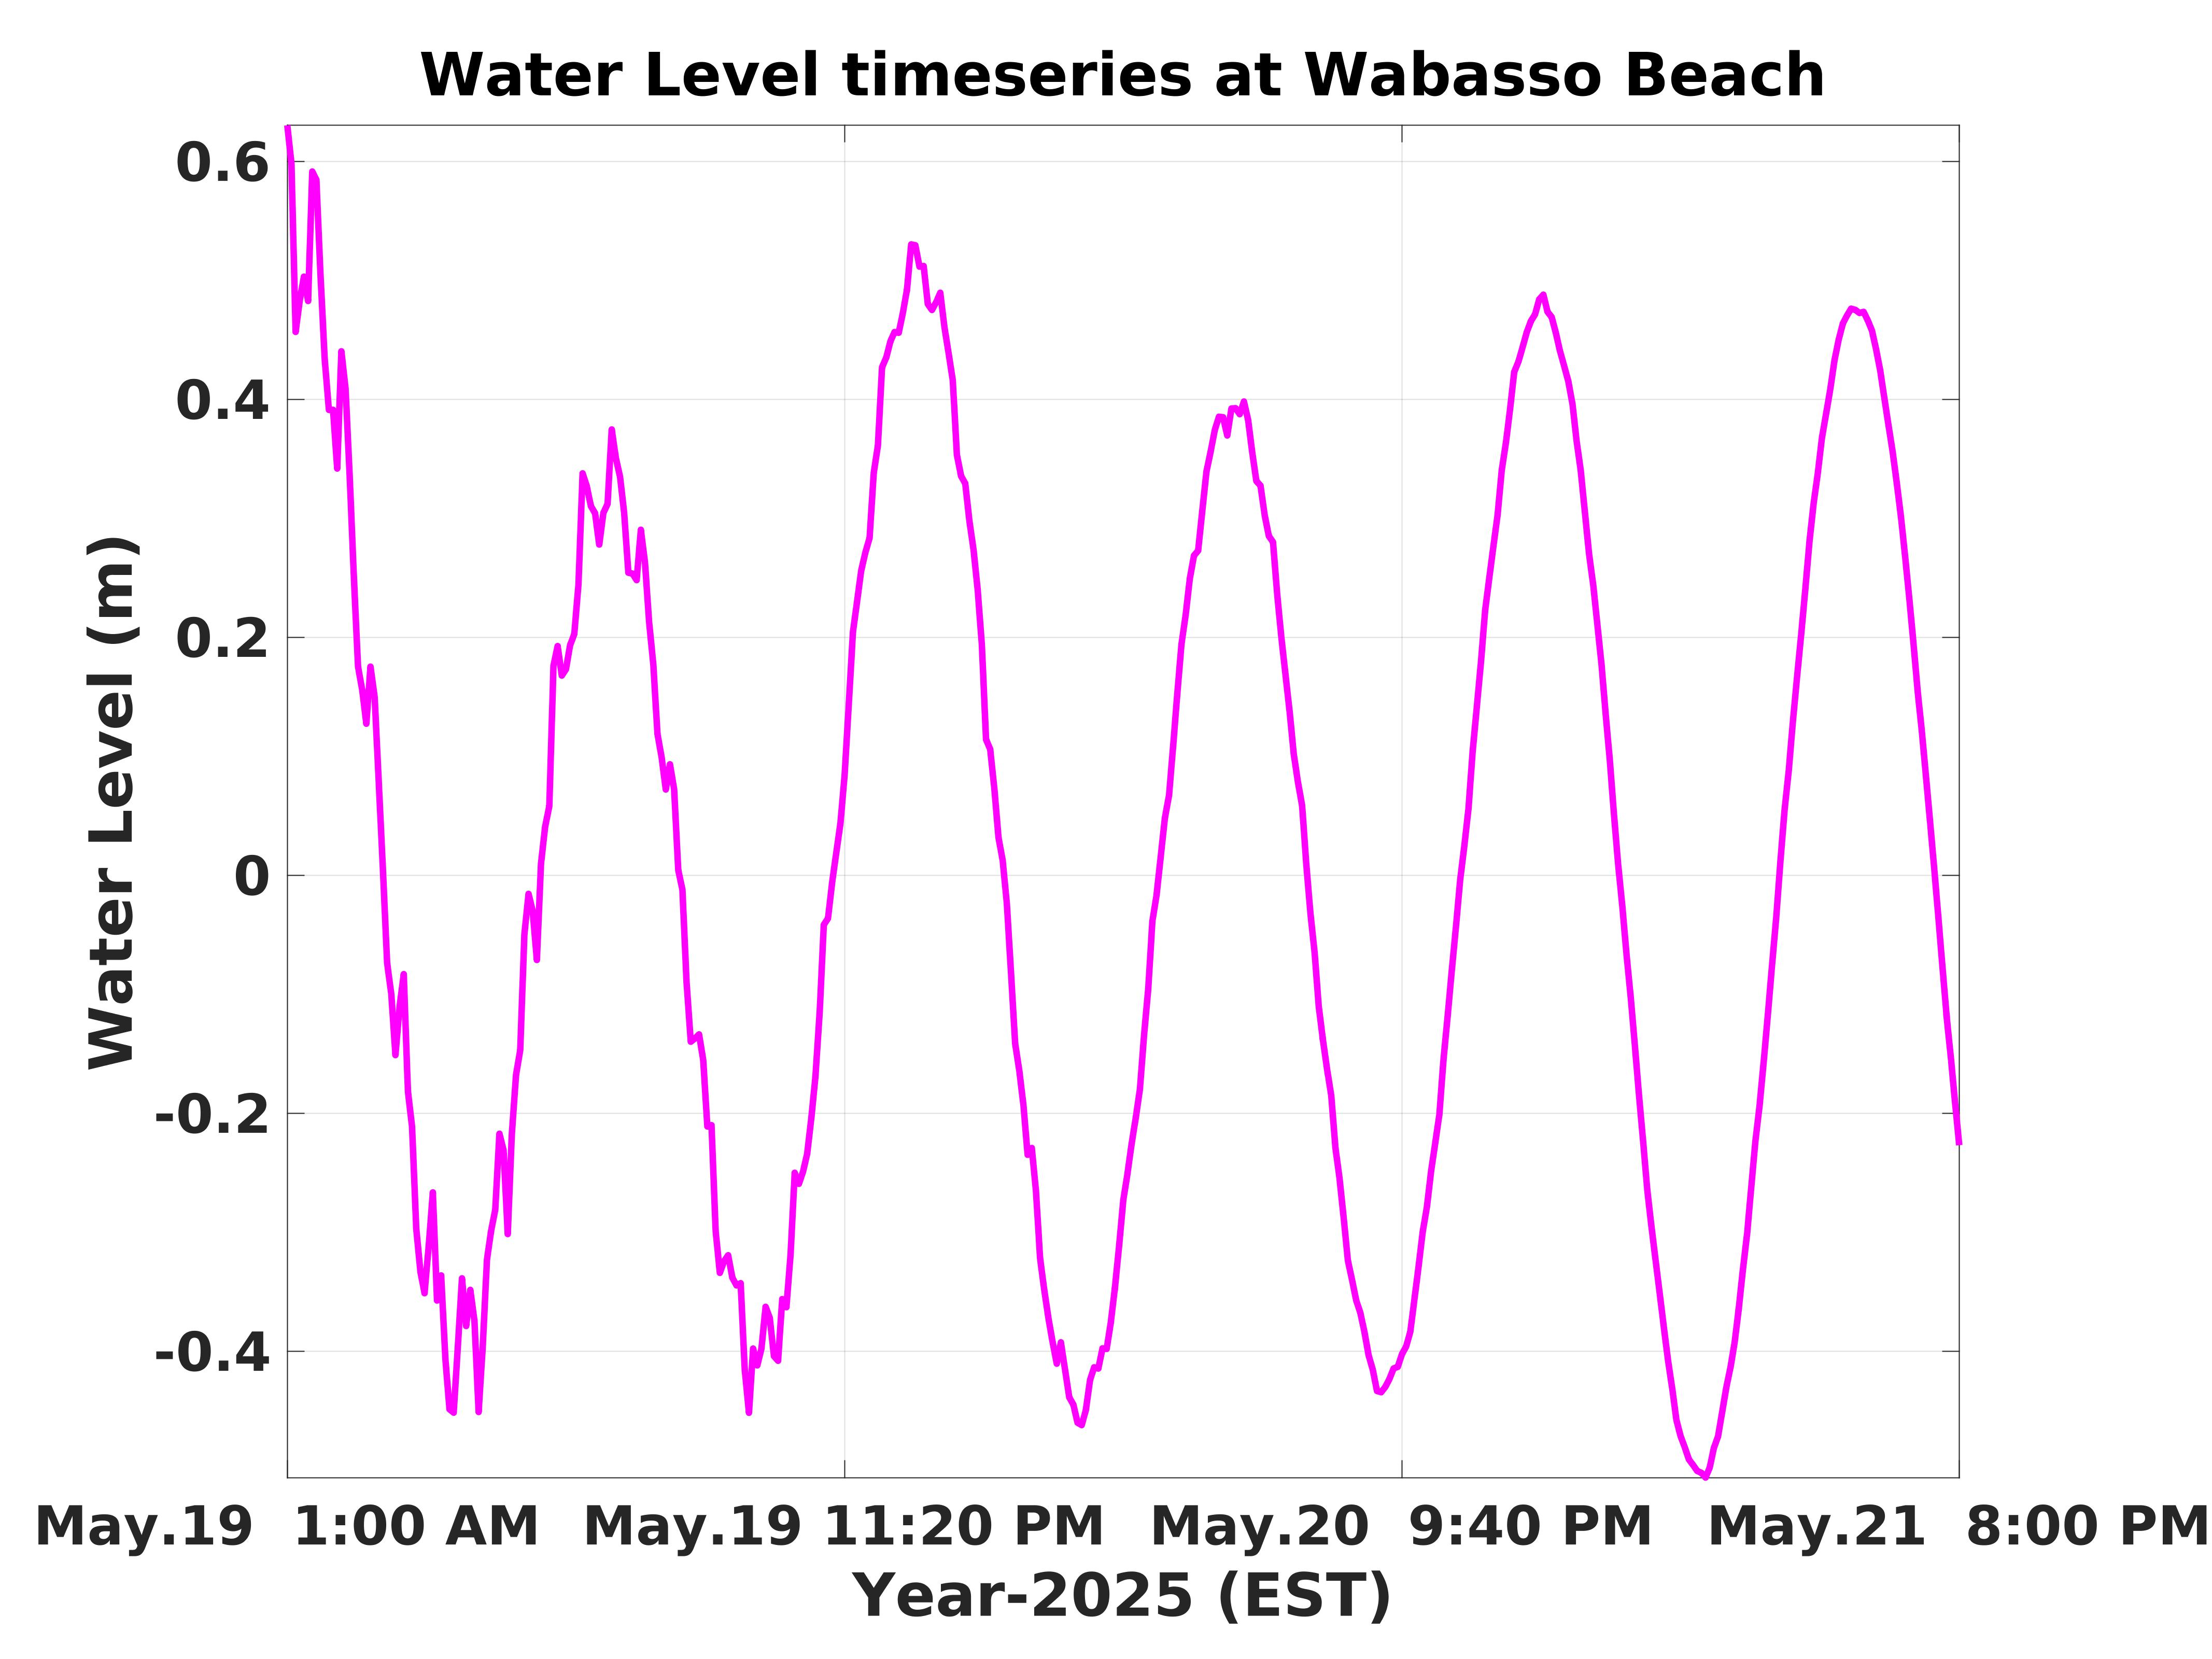 Water Level timeseries at Wabasso Beach
Water Level (m)
0.6
0.4
0.2
0
-0.2
-0.4
May.19  1:00 AM May.19 11:20 PM May.20  9:40 PM May.21  8:00 PM
Year-2025 (EST)